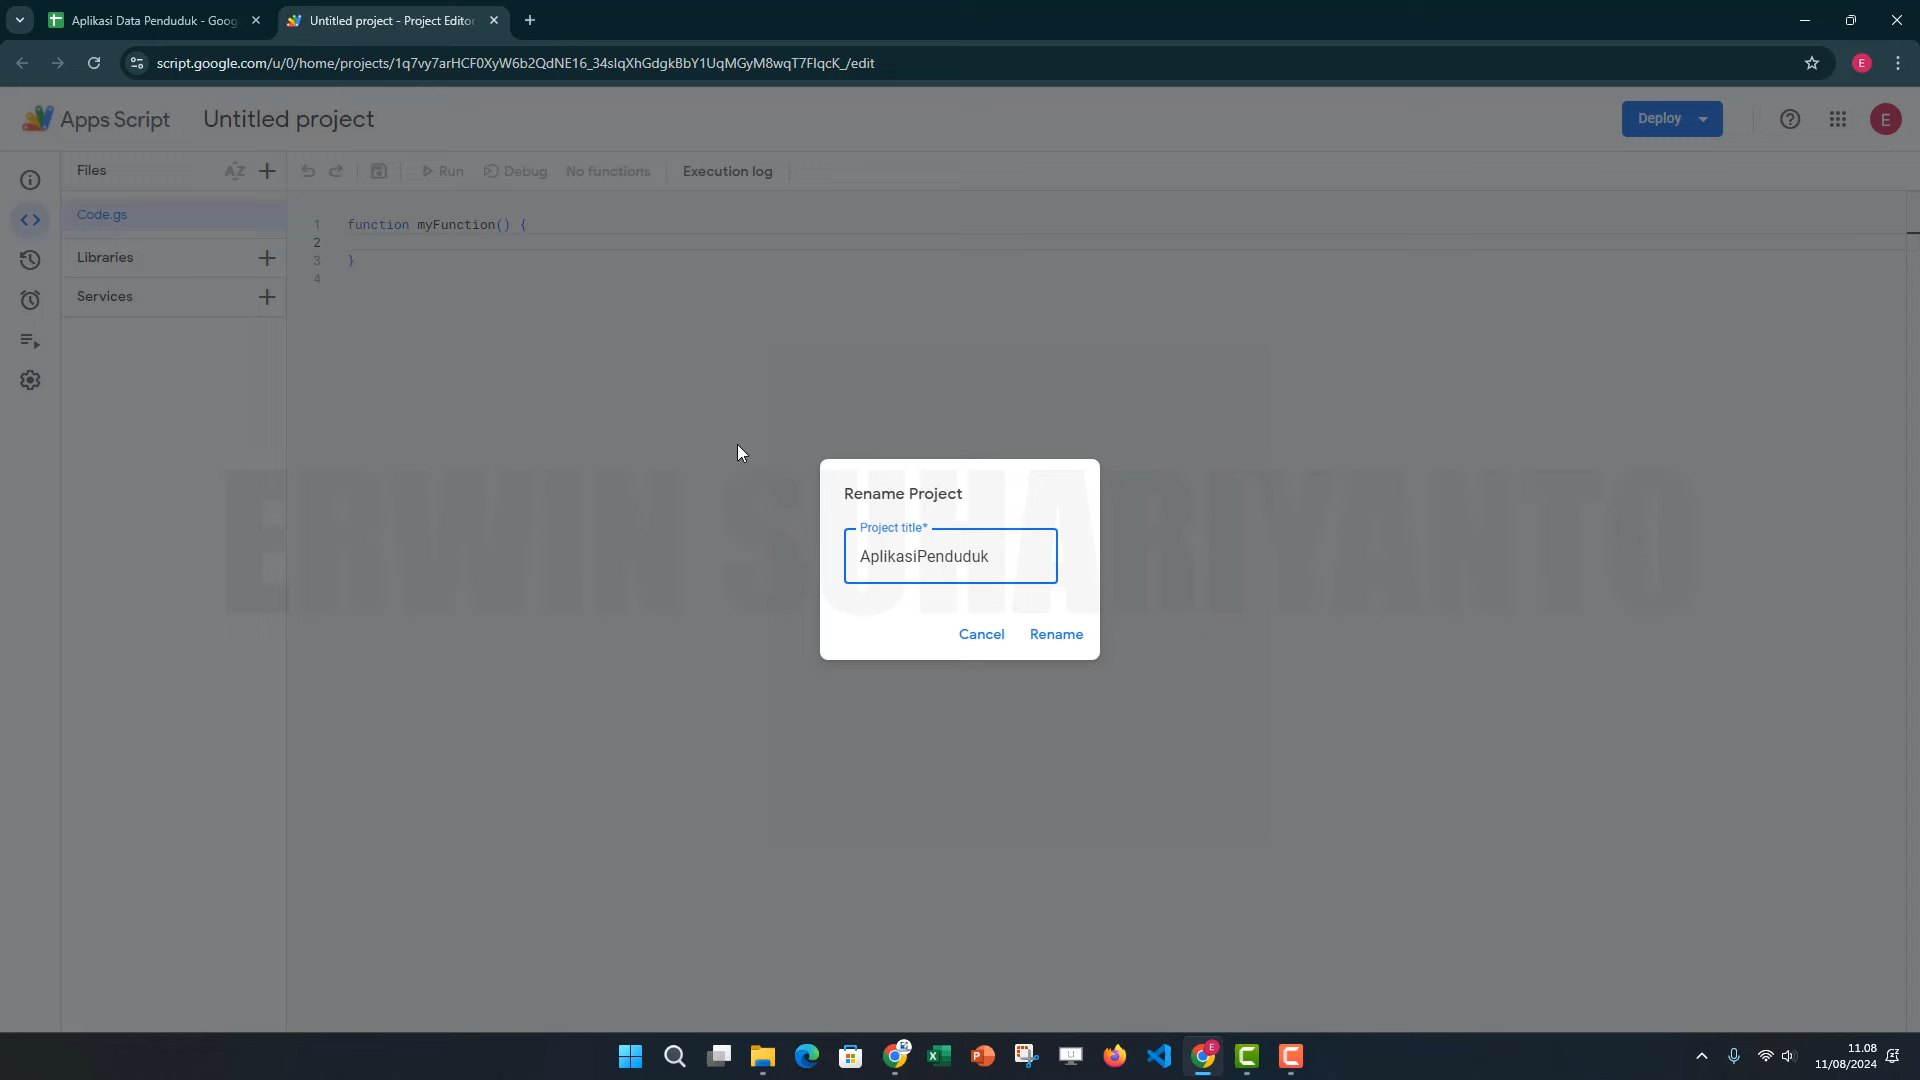 Aplikasi Data Penduduk - Goog
Untitled project - Project Editor
script.google.com/u/0/home/projects/1q7vy7arHCF0XyW6b2QdNE16_34sIqXhGdgkBbY1UqMGyM8wqT7FIqcK_/edit
E
Apps Script
Untitled project
Deploy
E
Files
AZ
Run
Debug
No functions
Execution log
Code.gs
Libraries
Services
1 function myFunction() {
2
3 }
4
ERWIN SUHARIYANTO
Rename Project
Project title*
AplikasiPenduduk
Cancel
Rename
11.08
11/08/2024